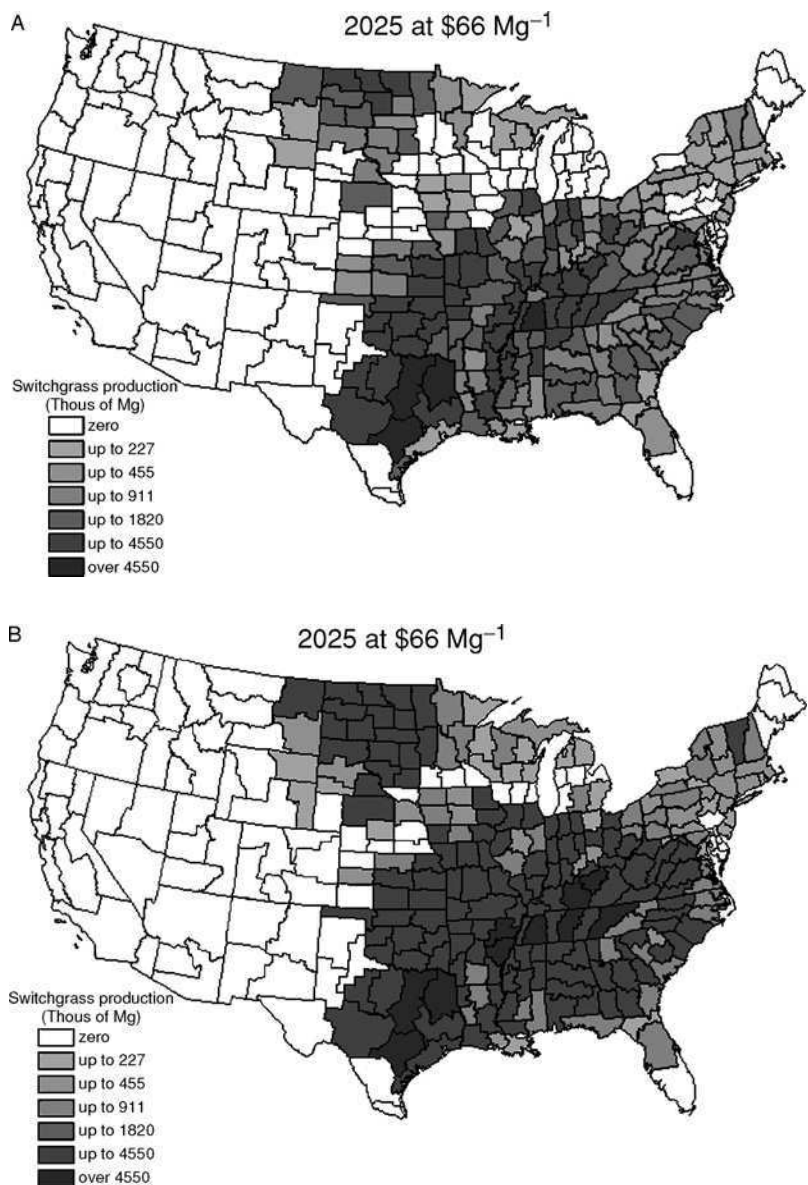 A
2025 at $66 Mg⁻¹
Switchgrass production
(Thous of Mg)
zero
up to 227
up to 455
up to 911
up to 1820
up to 4550
over 4550
B
2025 at $66 Mg⁻¹
Switchgrass production
(Thous of Mg)
zero
up to 227
up to 455
up to 911
up to 1820
up to 4550
over 4550